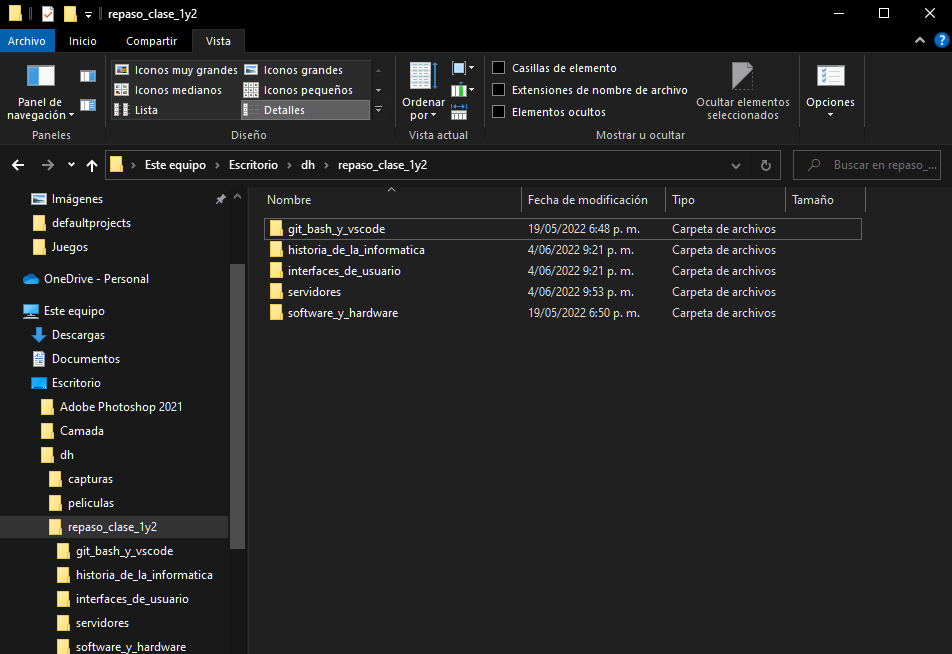 repaso_clase_1y2
Archivo Inicio Compartir Vista
Panel de navegación
Paneles
Iconos muy grandes Iconos grandes
Iconos medianos Iconos pequeños
Lista Detalles
Diseño
Ordenar por
Vista actual
Casillas de elemento
Extensiones de nombre de archivo
Elementos ocultos
Ocultar elementos seleccionados
Mostrar u ocultar
Opciones
Este equipo > Escritorio > dh > repaso_clase_1y2
Buscar en repaso_...
Imágenes
defaultprojects
Juegos
OneDrive - Personal
Este equipo
Descargas
Documentos
Escritorio
Adobe Photoshop 2021
Camada
dh
capturas
peliculas
repaso_clase_1y2
git_bash_y_vscode
historia_de_la_informatica
interfaces_de_usuario
servidores
software_y_hardware
Nombre Fecha de modificación Tipo Tamaño
git_bash_y_vscode 19/05/2022 6:48 p. m. Carpeta de archivos
historia_de_la_informatica 4/06/2022 9:21 p. m. Carpeta de archivos
interfaces_de_usuario 4/06/2022 9:21 p. m. Carpeta de archivos
servidores 4/06/2022 9:53 p. m. Carpeta de archivos
software_y_hardware 19/05/2022 6:50 p. m. Carpeta de archivos